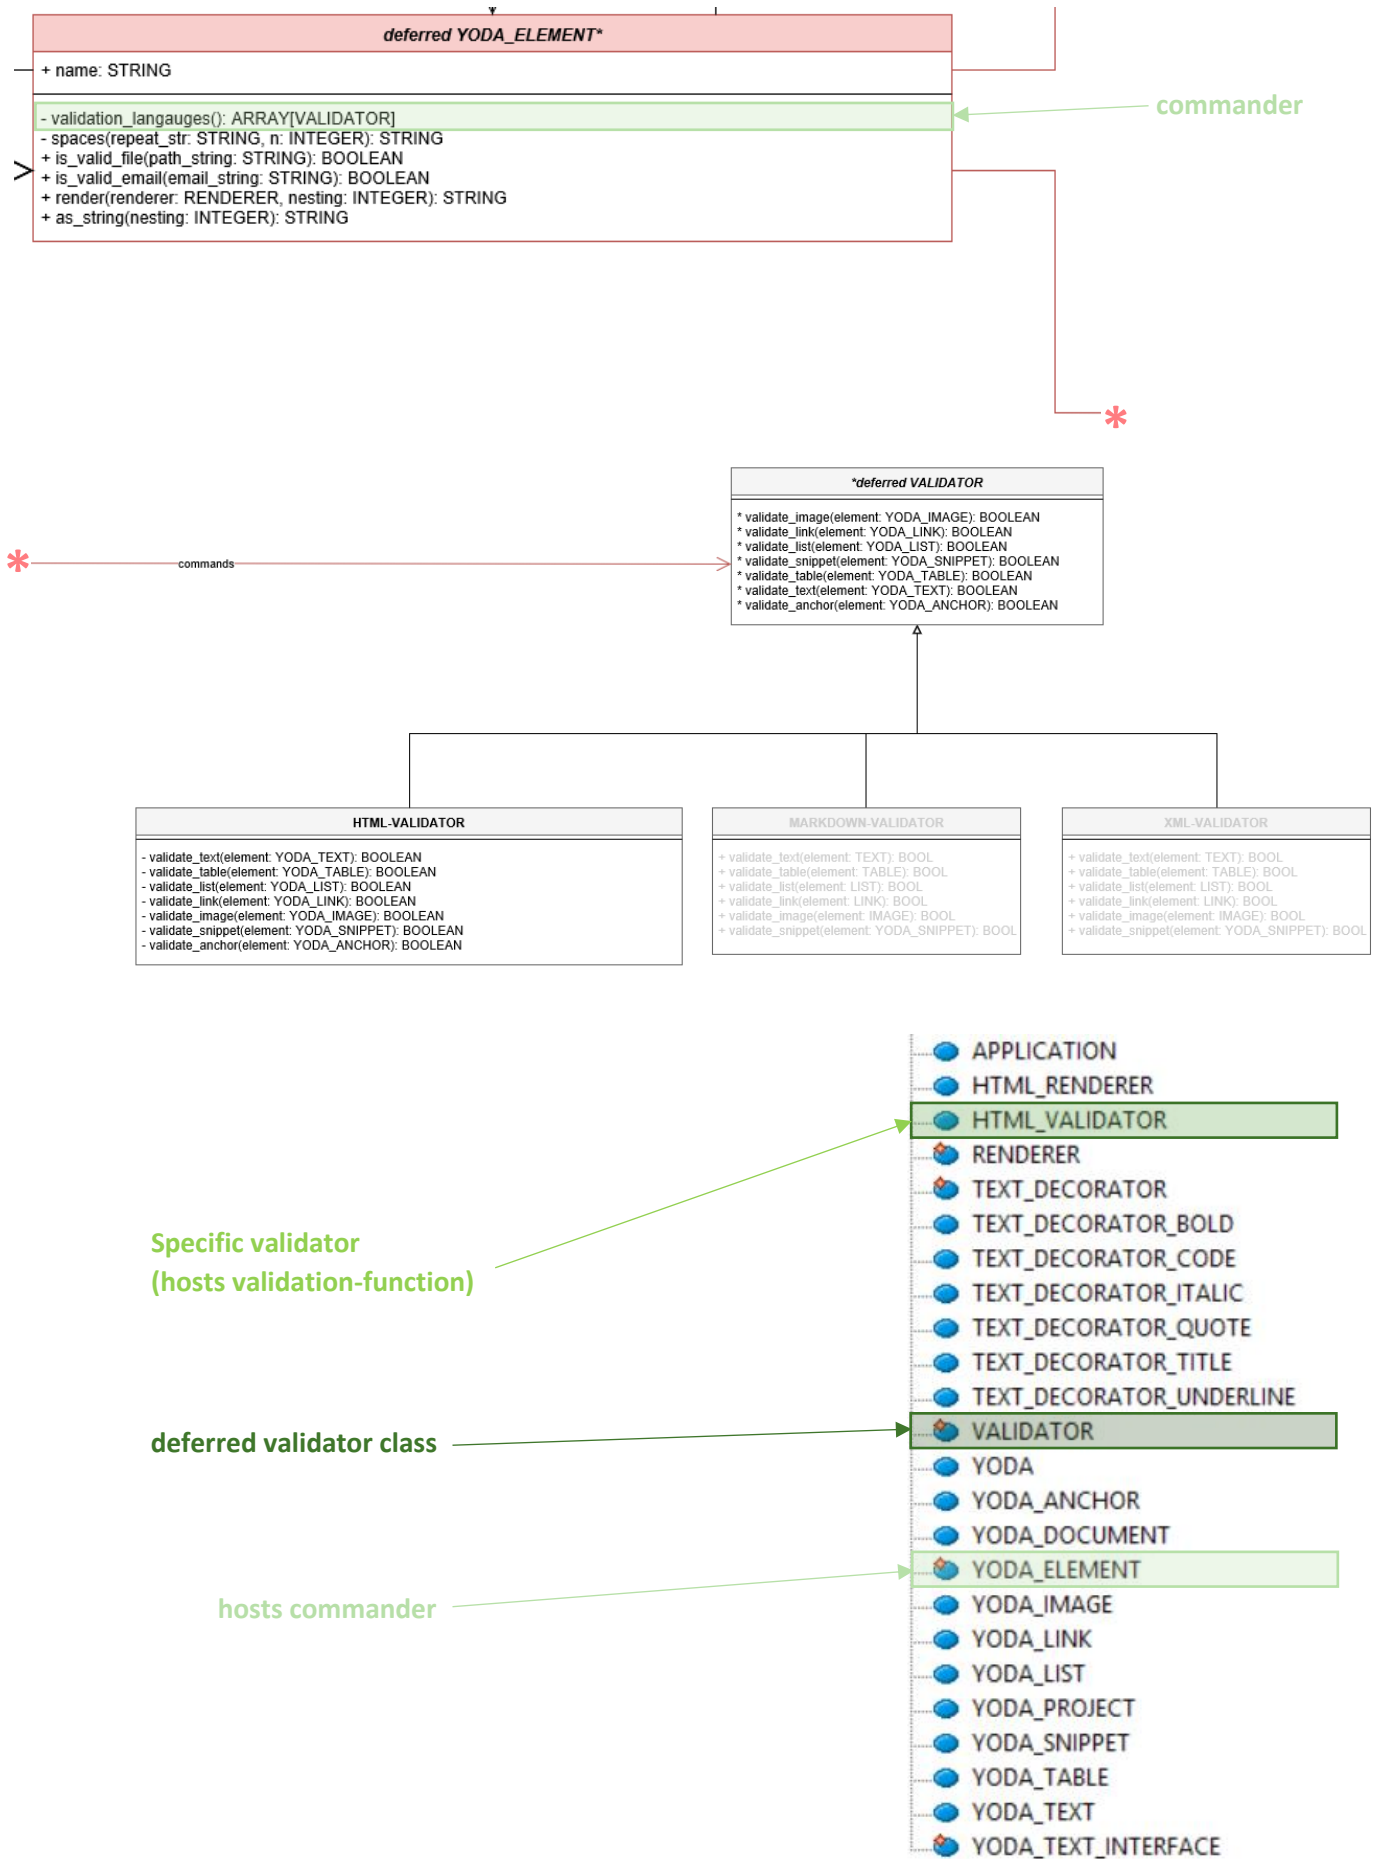 deferred YODA_ELEMENT*
+ name: STRING
- validation_langauges(): ARRAY[VALIDATOR]
- spaces(repeat_str: STRING, n: INTEGER): STRING
+ is_valid_file(path_string: STRING): BOOLEAN
+ is_valid_email(email_string: STRING): BOOLEAN
+ render(renderer: RENDERER, nesting: INTEGER): STRING
+ as_string(nesting: INTEGER): STRING
commander
*
*deferred VALIDATOR
* validate_image(element: YODA_IMAGE): BOOLEAN
* validate_link(element: YODA_LINK): BOOLEAN
* validate_list(element: YODA_LIST): BOOLEAN
* validate_snippet(element: YODA_SNIPPET): BOOLEAN
* validate_table(element: YODA_TABLE): BOOLEAN
* validate_text(element: YODA_TEXT): BOOLEAN
* validate_anchor(element: YODA_ANCHOR): BOOLEAN
*
commands
HTML-VALIDATOR
- validate_text(element: YODA_TEXT): BOOLEAN
- validate_table(element: YODA_TABLE): BOOLEAN
- validate_list(element: YODA_LIST): BOOLEAN
- validate_link(element: YODA_LINK): BOOLEAN
- validate_image(element: YODA_IMAGE): BOOLEAN
- validate_snippet(element: YODA_SNIPPET): BOOLEAN
- validate_anchor(element: YODA_ANCHOR): BOOLEAN
MARKDOWN-VALIDATOR
+ validate_text(element: TEXT): BOOL
+ validate_table(element: TABLE): BOOL
+ validate_list(element: LIST): BOOL
+ validate_link(element: LINK): BOOL
+ validate_image(element: IMAGE): BOOL
+ validate_snippet(element: YODA_SNIPPET): BOOL
XML-VALIDATOR
+ validate_text(element: TEXT): BOOL
+ validate_table(element: TABLE): BOOL
+ validate_list(element: LIST): BOOL
+ validate_link(element: LINK): BOOL
+ validate_image(element: IMAGE): BOOL
+ validate_snippet(element: YODA_SNIPPET): BOOL
APPLICATION
HTML_RENDERER
HTML_VALIDATOR
RENDERER
TEXT_DECORATOR
TEXT_DECORATOR_BOLD
TEXT_DECORATOR_CODE
TEXT_DECORATOR_ITALIC
TEXT_DECORATOR_QUOTE
TEXT_DECORATOR_TITLE
TEXT_DECORATOR_UNDERLINE
VALIDATOR
YODA
YODA_ANCHOR
YODA_DOCUMENT
YODA_ELEMENT
YODA_IMAGE
YODA_LINK
YODA_LIST
YODA_PROJECT
YODA_SNIPPET
YODA_TABLE
YODA_TEXT
YODA_TEXT_INTERFACE
Specific validator
(hosts validation-function)
deferred validator class
hosts commander